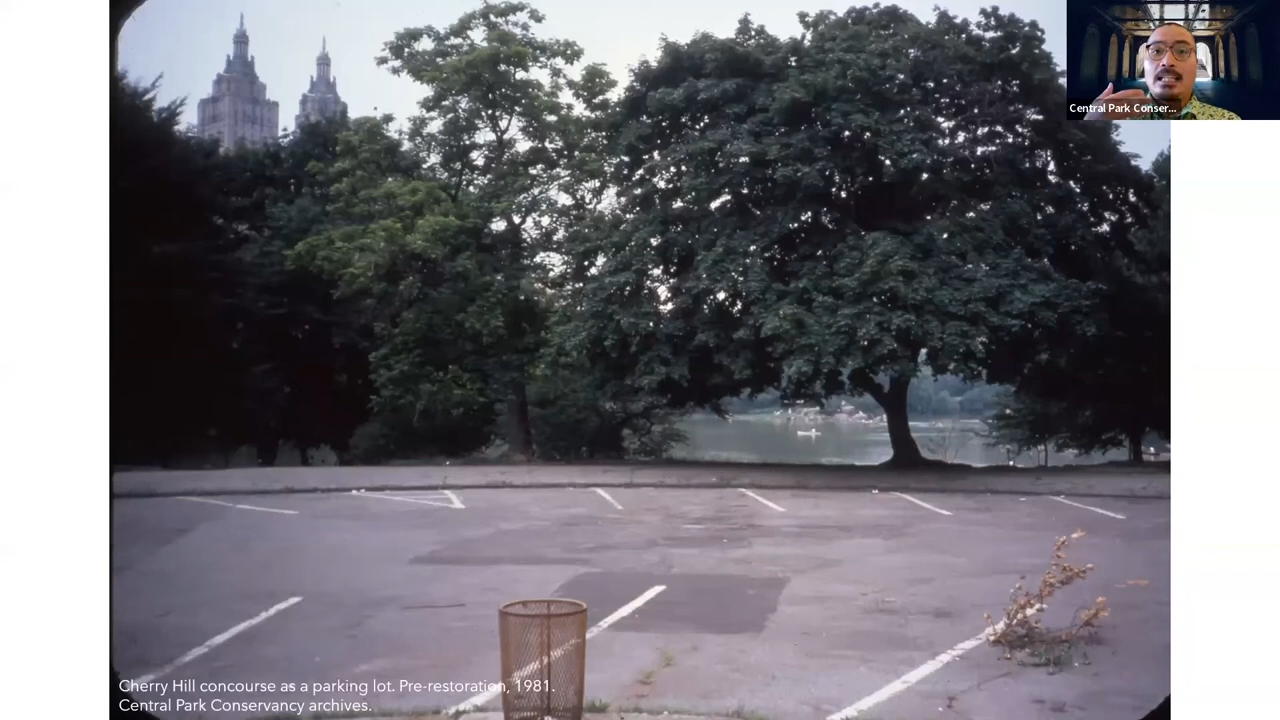 Central Park Conser...
Cherry Hill concourse as a parking lot. Pre-restoration, 1981.
Central Park Conservancy archives.